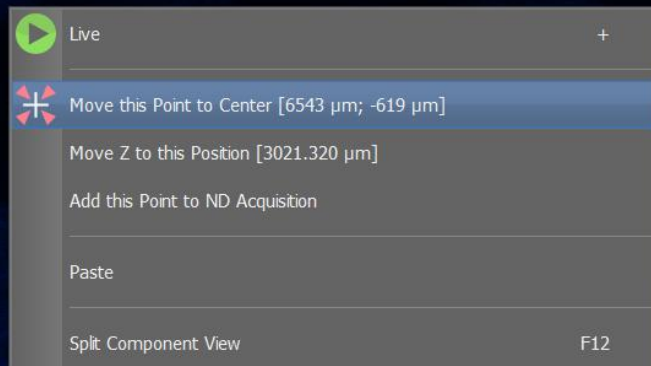 Live +
Move this Point to Center [6543 µm; -619 µm]
Move Z to this Position [3021.320 µm]
Add this Point to ND Acquisition
Paste
Split Component View F12